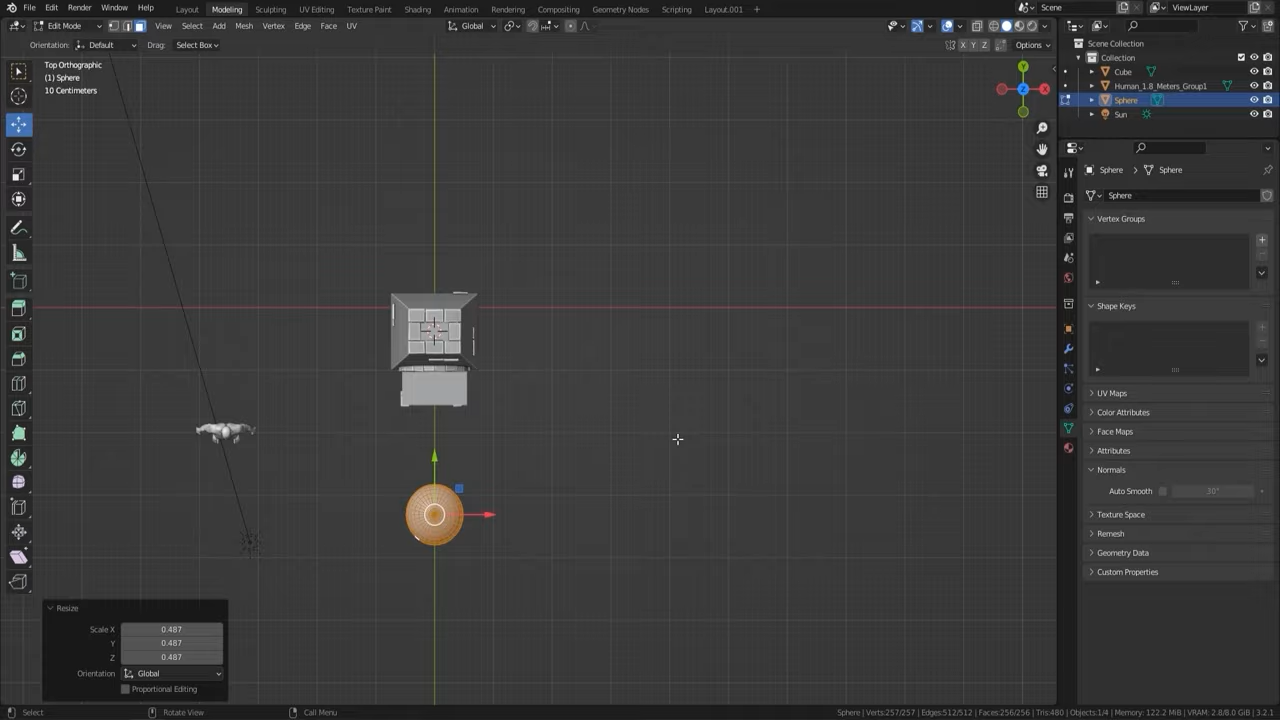 File Edit Render Window Help Layout Modeling Sculpting UV Editing Texture Paint Shading Animation Rendering Compositing Geometry Nodes Scripting Layout.001 + Scene ViewLayer
Edit Mode View Select Add Mesh Vertex Edge Face UV Global
Orientation: Default Drag: Select Box X Y Z Options
Top Orthographic
(1) Sphere
10 Centimeters
Y
Z
X
Scene Collection
Collection
Cube
Human_1.8_Meters_Group1
Sphere
Sun
Sphere > Sphere
Sphere
Vertex Groups
Shape Keys
UV Maps
Color Attributes
Face Maps
Attributes
Normals
Auto Smooth 30°
Texture Space
Remesh
Geometry Data
Custom Properties
Resize
Scale X 0.487
Y 0.487
Z 0.487
Orientation Global
Proportional Editing
Select Rotate View Call Menu
Sphere | Verts:257/257 | Edges:512/512 | Faces:256/256 | Tris:480 | Objects:1/4 | Memory: 122.2 MiB | VRAM: 2.8/8.0 GiB | 3.2.1